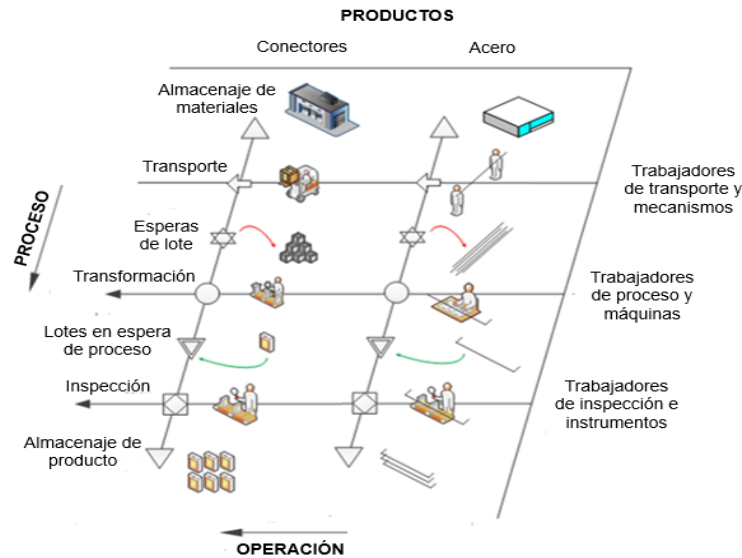 PRODUCTOS
Conectores
Acero
Almacenaje de
materiales
Transporte
Trabajadores
de transporte y
mecanismos
PROCESO
Esperas
de lote
Transformación
Trabajadores
de proceso y
máquinas
Lotes en espera
de proceso
Inspección
Trabajadores
de inspección e
instrumentos
Almacenaje de
producto
OPERACIÓN